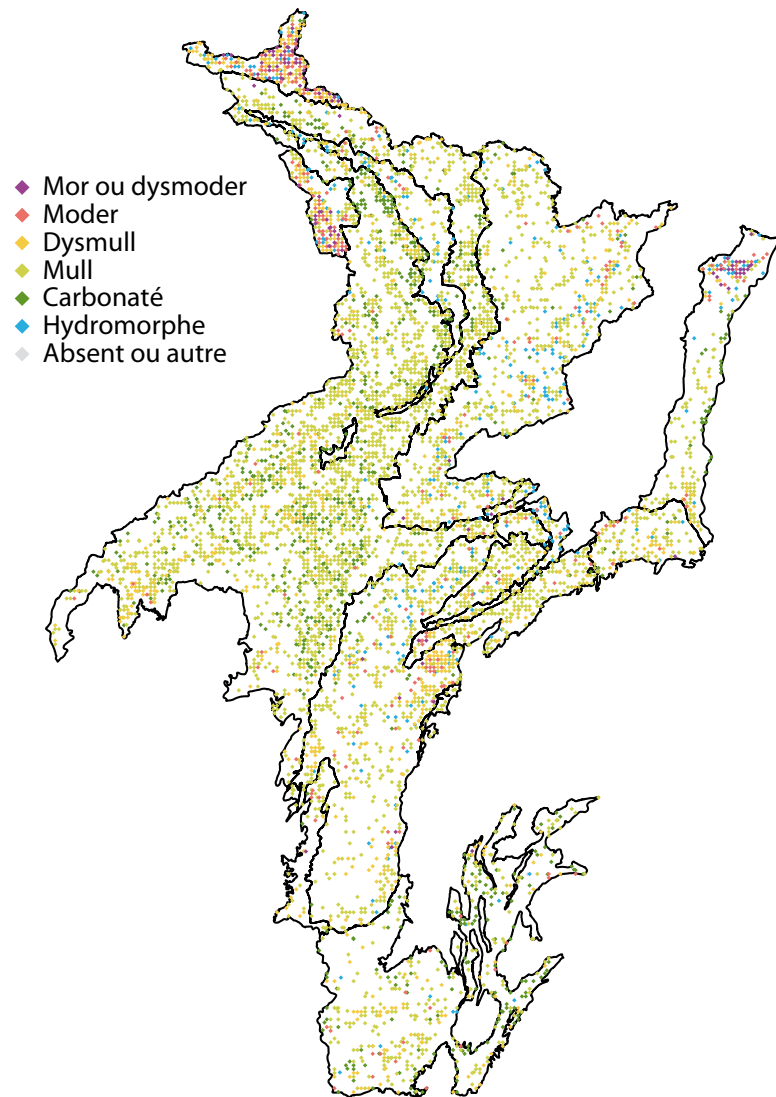 Mor ou dysmoder
Moder
Dysmull
Mull
Carbonaté
Hydromorphe
Absent ou autre